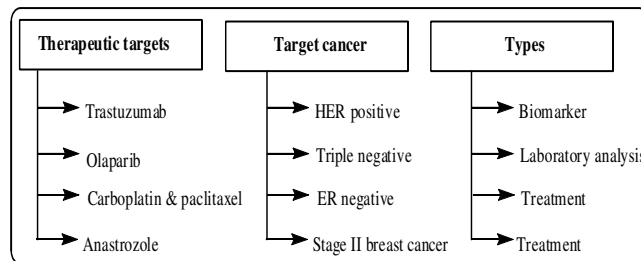 Therapeutic targets
Trastuzumab
Olaparib
Carboplatin & paclitaxel
Anastrozole
Target cancer
HER positive
Triple negative
ER negative
Stage II breast cancer
Types
Biomarker
Laboratory analysis
Treatment
Treatment